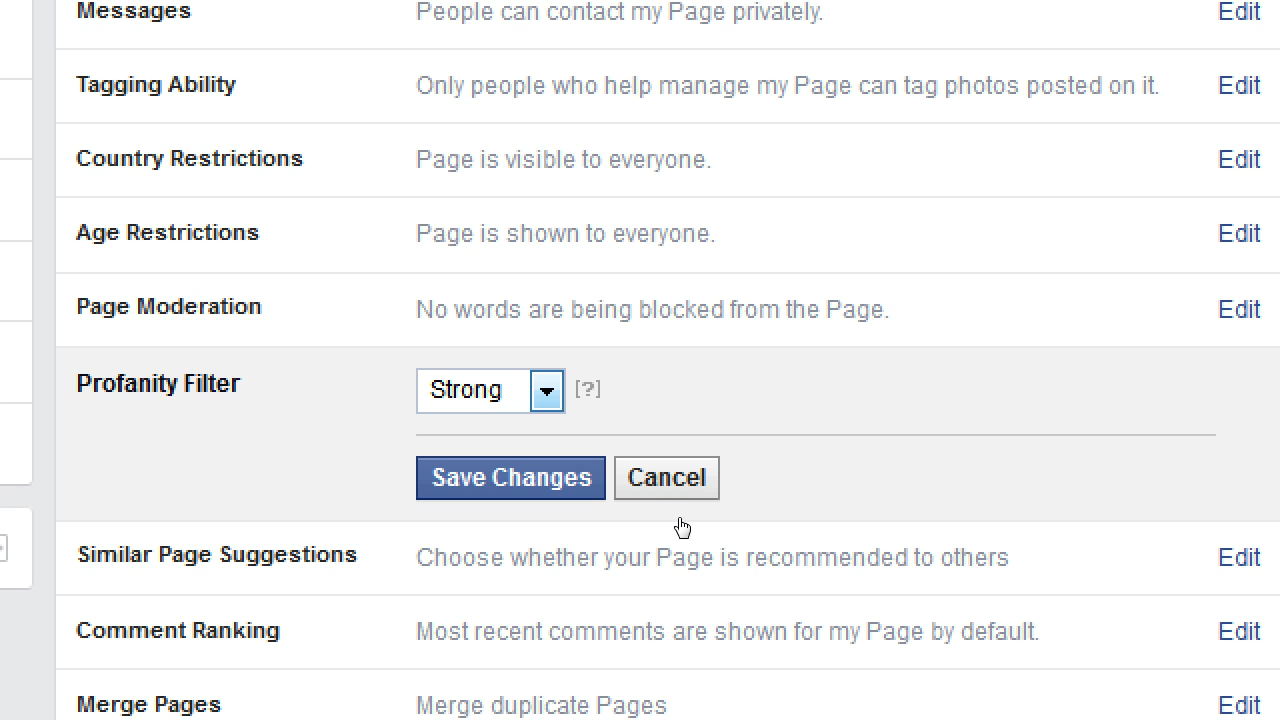 Messages People can contact my Page privately. Edit
Tagging Ability Only people who help manage my Page can tag photos posted on it. Edit
Country Restrictions Page is visible to everyone. Edit
Age Restrictions Page is shown to everyone. Edit
Page Moderation No words are being blocked from the Page. Edit
Profanity Filter Strong [?]
Save Changes Cancel
Similar Page Suggestions Choose whether your Page is recommended to others Edit
Comment Ranking Most recent comments are shown for my Page by default. Edit
Merge Pages Merge duplicate Pages Edit